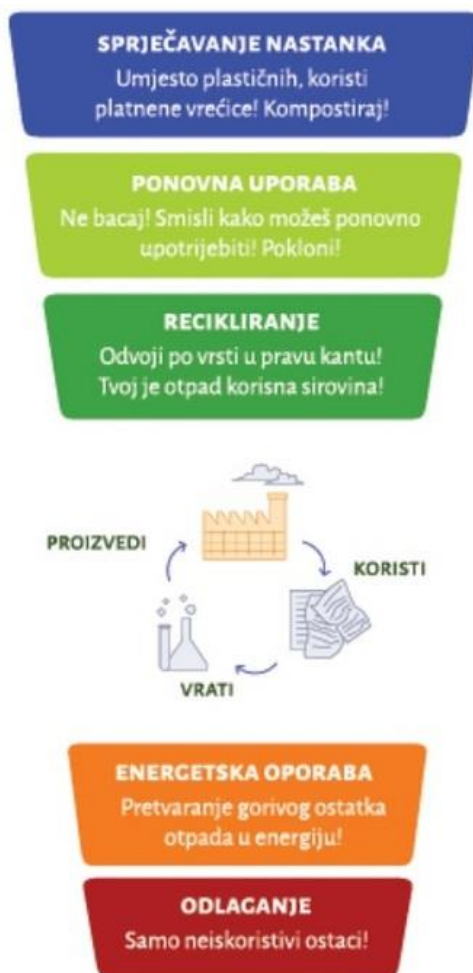 SPRJEČAVANJE NASTANKA
Umjesto plastičnih, koristi
platnene vrećice! Kompostiraj!
PONOVNA UPORABA
Ne bacaj! Smisli kako možeš ponovno
upotrijebiti! Pokloni!
RECIKLIRANJE
Odvoji po vrsti u pravu kantu!
Tvoj je otpad korisna sirovina!
PROIZVEDI
KORISTI
VRATI
ENERGETSKA OPORABA
Pretvaranje gorivog ostatka
otpada u energiju!
ODLAGANJE
Samo neiskoristivi ostaci!